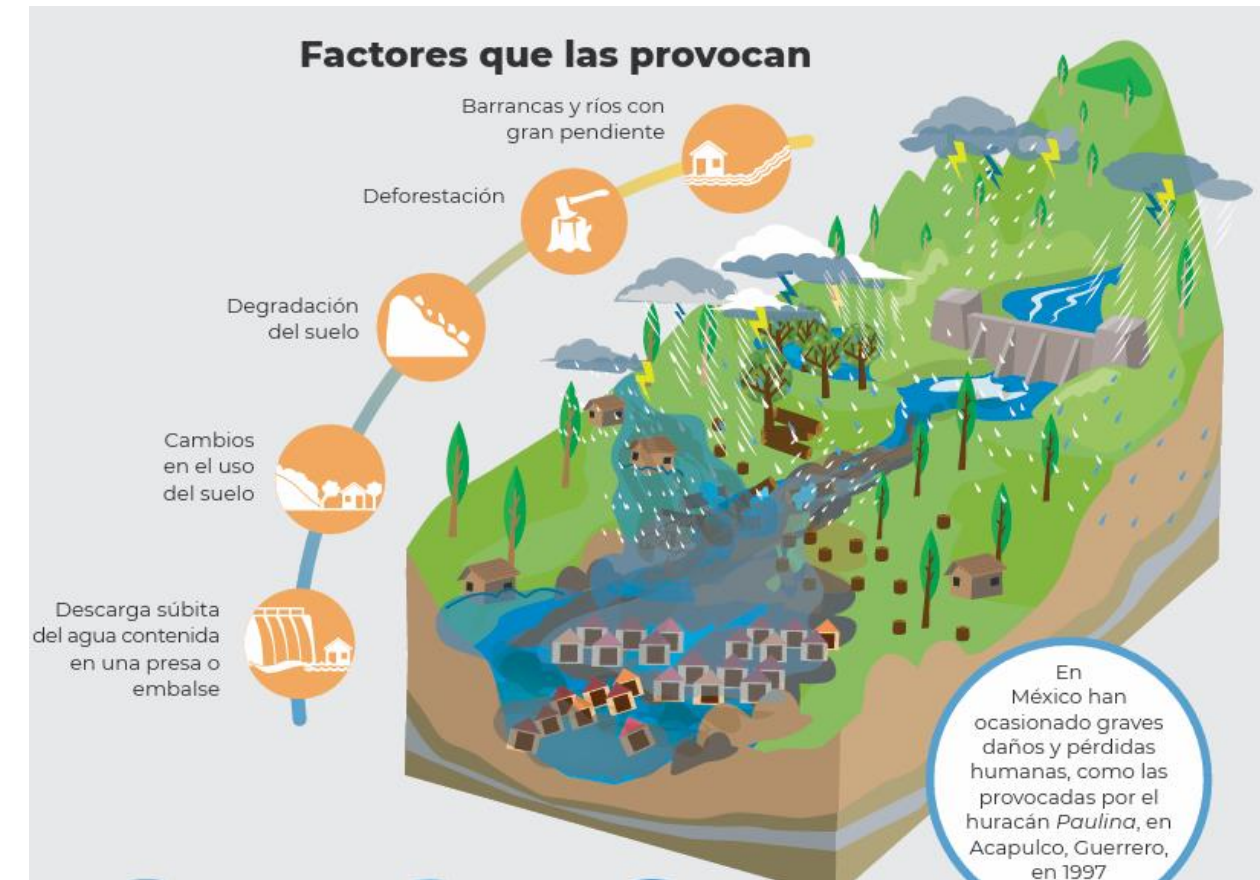 Factores que las provocan
Barrancas y ríos con
gran pendiente
Deforestación
Degradación
del suelo
Cambios
en el uso
del suelo
Descarga súbita
del agua contenida
en una presa o
embalse
En
México han
ocasionado graves
daños y pérdidas
humanas, como las
provocadas por el
huracán Paulina, en
Acapulco, Guerrero,
en 1997